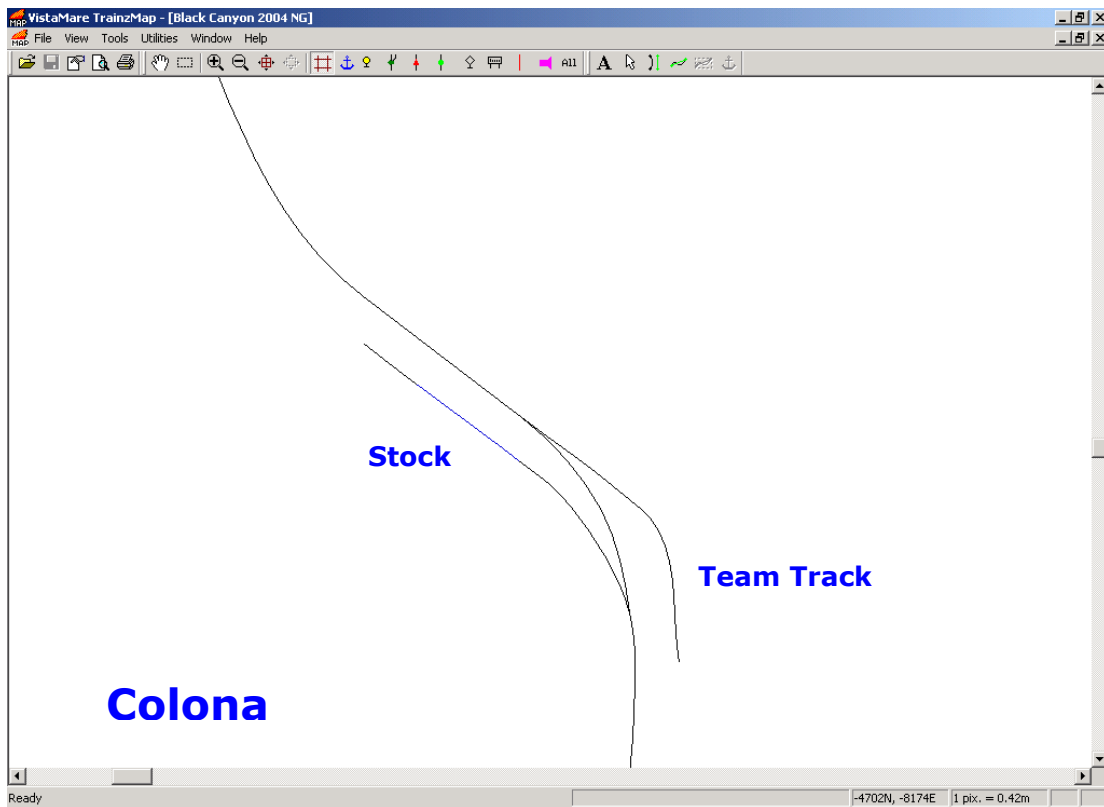 VistaMare TrainzMap - [Black Canyon 2004 NG]
MAP File View Tools Utilities Window Help
All A
Stock
Team Track
Colona
Ready -4702N, -8174E 1 pix. = 0.42m